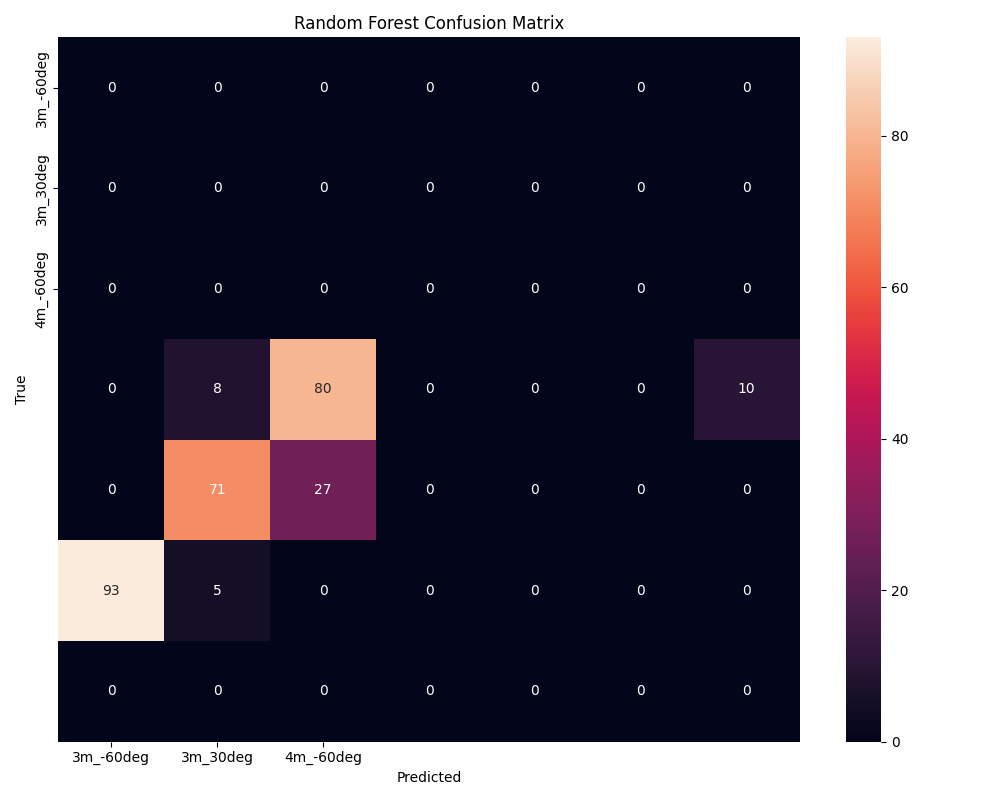 Random Forest Confusion Matrix
3m_-60deg
0 0 0 0 0 0 0
3m_30deg
0 0 0 0 0 0 0
4m_-60deg
0 0 0 0 0 0 0
True
0 8 80 0 0 0 10
0 71 27 0 0 0 0
93 5 0 0 0 0 0
0 0 0 0 0 0 0
3m_-60deg 3m_30deg 4m_-60deg
Predicted
80
60
40
20
0